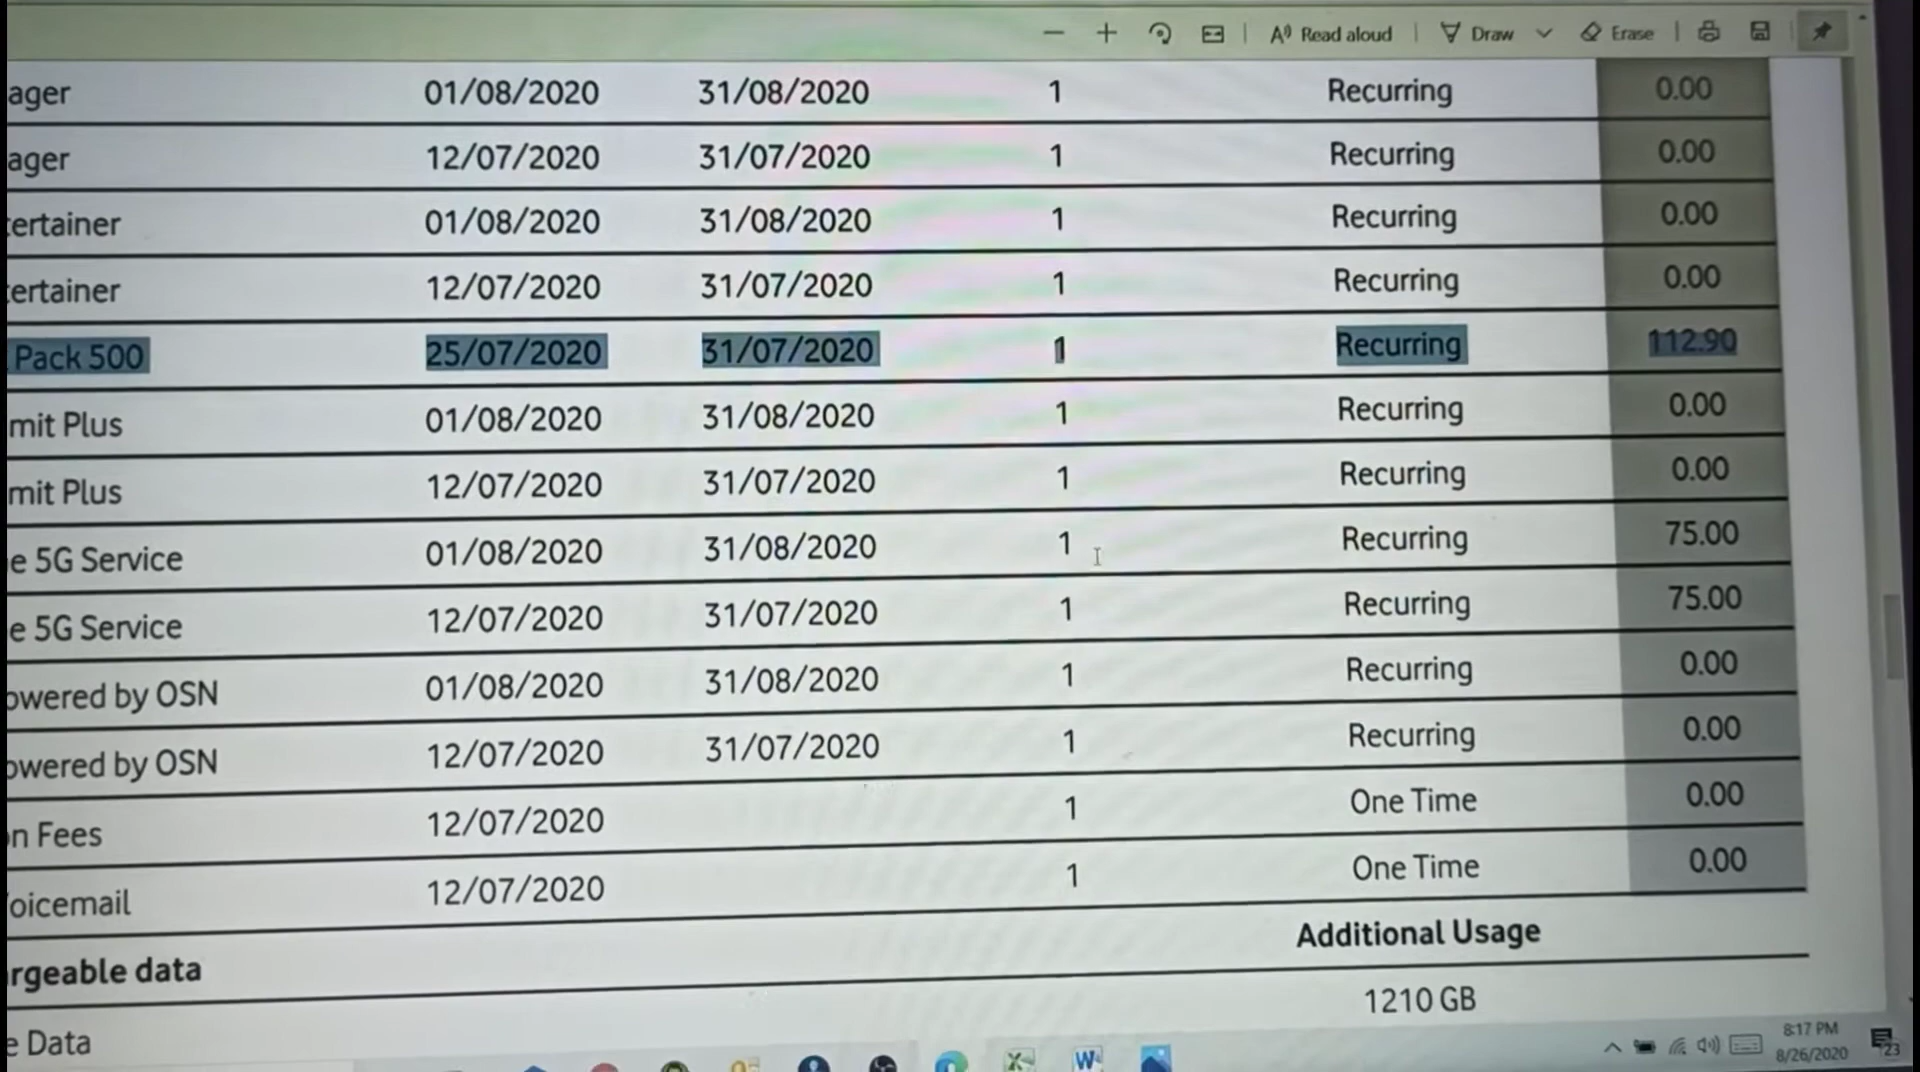 Read aloud Draw Erase
ager 01/08/2020 31/08/2020 1 Recurring 0.00
ager 12/07/2020 31/07/2020 1 Recurring 0.00
tertainer 01/08/2020 31/08/2020 1 Recurring 0.00
tertainer 12/07/2020 31/07/2020 1 Recurring 0.00
Pack 500 25/07/2020 31/07/2020 1 Recurring 112.90
mit Plus 01/08/2020 31/08/2020 1 Recurring 0.00
mit Plus 12/07/2020 31/07/2020 1 Recurring 0.00
e 5G Service 01/08/2020 31/08/2020 1 Recurring 75.00
e 5G Service 12/07/2020 31/07/2020 1 Recurring 75.00
owered by OSN 01/08/2020 31/08/2020 1 Recurring 0.00
owered by OSN 12/07/2020 31/07/2020 1 Recurring 0.00
on Fees 12/07/2020 1 One Time 0.00
oicemail 12/07/2020 1 One Time 0.00
rgeable data Additional Usage
e Data 1210 GB
8:17 PM
8/26/2020
23